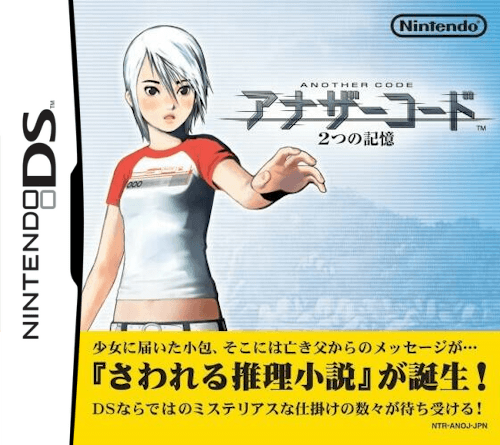 NINTENDO DS™
Nintendo®
ANOTHER CODE
アナザーコード™
2つの記憶
少女に届いた小包、そこには亡き父からのメッセージが…
『さわれる推理小説』が誕生！
DSならではのミステリアスな仕掛けの数々が待ち受ける！
NTR-ANOJ-JPN